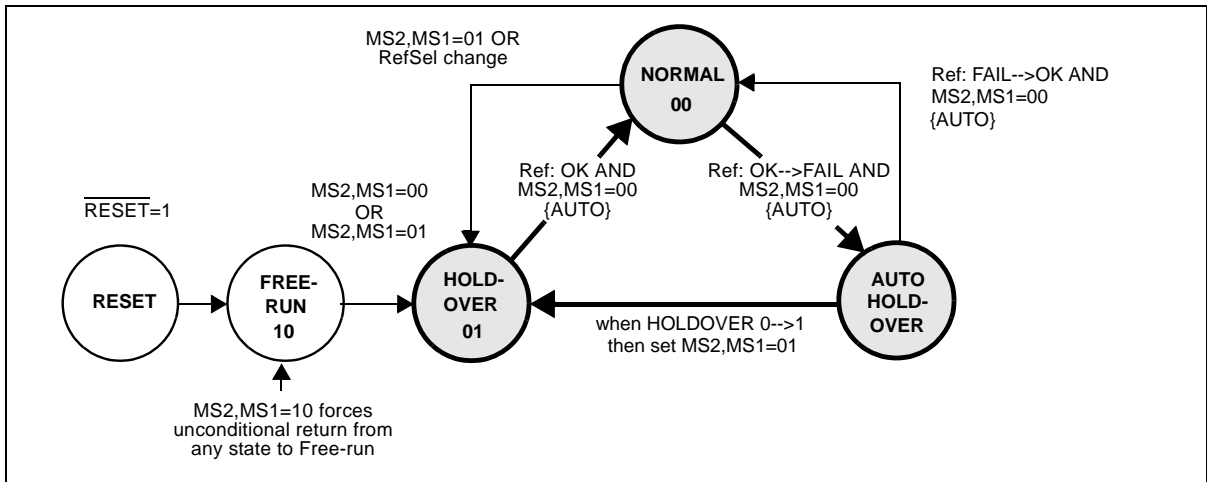 MS2,MS1=01 OR
RefSel change
NORMAL
00
Ref: FAIL-->OK AND
MS2,MS1=00
{AUTO}
Ref: OK AND
MS2,MS1=00
{AUTO}
Ref: OK-->FAIL AND
MS2,MS1=00
{AUTO}
RESET=1
MS2,MS1=00
OR
MS2,MS1=01
RESET
FREE-
RUN
10
HOLD-
OVER
01
AUTO
HOLD-
OVER
when HOLDOVER 0-->1
then set MS2,MS1=01
MS2,MS1=10 forces
unconditional return from
any state to Free-run